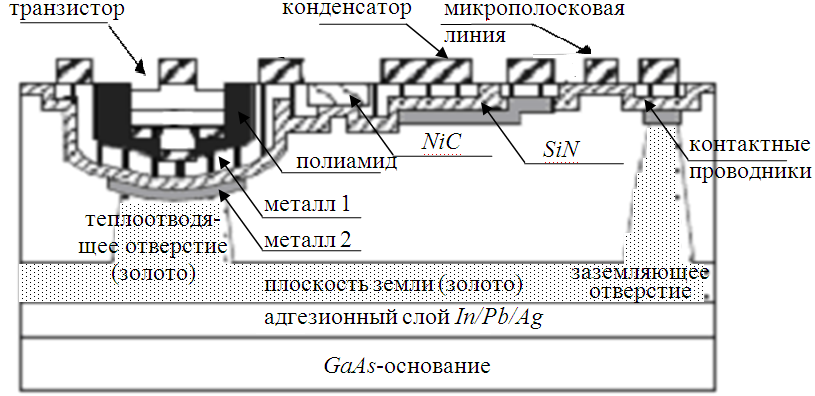 транзистор
конденсатор
микрополосковая
линия
полиамид
NiC
SiN
контактные
проводники
металл 1
металл 2
теплоотводя-
щее отверстие
(золото)
плоскость земли (золото)
заземляющее
отверстие
адгезионный слой In/Pb/Ag
GaAs-основание